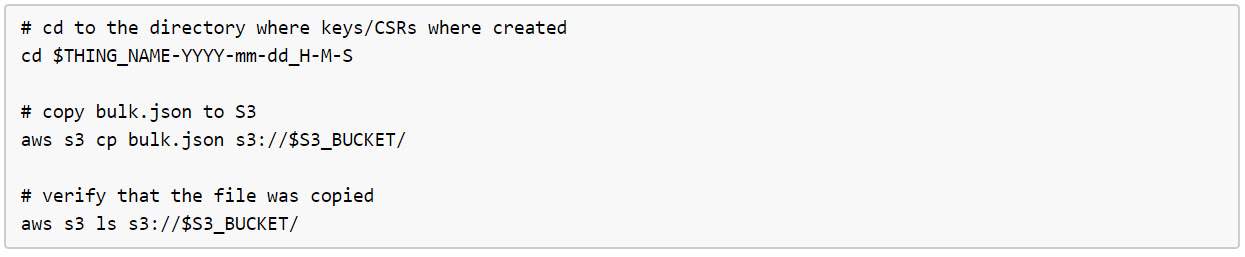 # cd to the directory where keys/CSRs where created
cd $THING_NAME-YYYY-mm-dd_H-M-S
# copy bulk.json to S3
aws s3 cp bulk.json s3://$S3_BUCKET/
# verify that the file was copied
aws s3 ls s3://$S3_BUCKET/